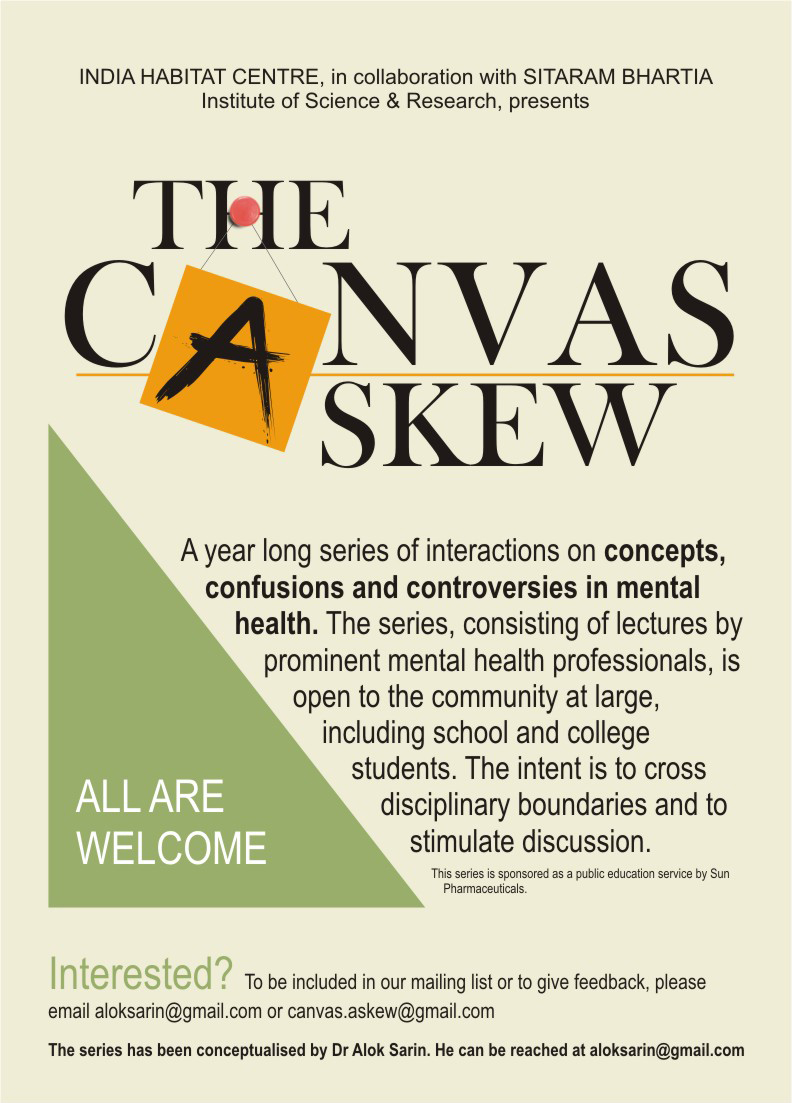 INDIA HABITAT CENTRE, in collaboration with SITARAM BHARTIA
Institute of Science & Research, presents
THE
CANVAS
SKEW
A year long series of interactions on concepts,
confusions and controversies in mental
health. The series, consisting of lectures by
prominent mental health professionals, is
open to the community at large,
including school and college
students. The intent is to cross
disciplinary boundaries and to
stimulate discussion.
This series is sponsored as a public education service by Sun
Pharmaceuticals.
ALL ARE
WELCOME
Interested? To be included in our mailing list or to give feedback, please
email aloksarin@gmail.com or canvas.askew@gmail.com
The series has been conceptualised by Dr Alok Sarin. He can be reached at aloksarin@gmail.com